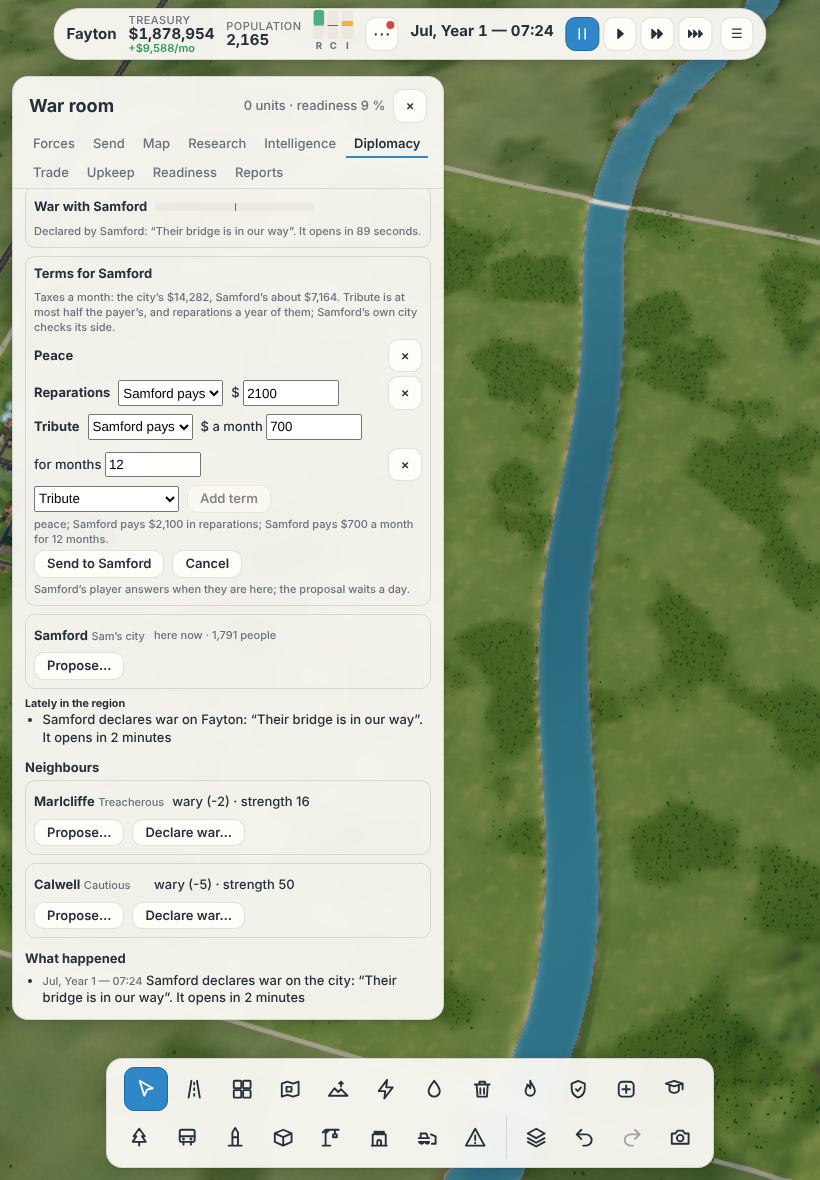 Fayton
TREASURY
$1,878,954
+$9,588/mo
POPULATION
2,165
R C I
Jul, Year 1 — 07:24
War room
0 units · readiness 9 %
Forces Send Map Research Intelligence Diplomacy
Trade Upkeep Readiness Reports
War with Samford
Declared by Samford: “Their bridge is in our way”. It opens in 89 seconds.
Terms for Samford
Taxes a month: the city’s $14,282, Samford’s about $7,164. Tribute is at
most half the payer’s, and reparations a year of them; Samford’s own city
checks its side.
Peace
Reparations Samford pays $ 2100
Tribute Samford pays $ a month 700
for months 12
Tribute Add term
peace; Samford pays $2,100 in reparations; Samford pays $700 a month
for 12 months.
Send to Samford Cancel
Samford’s player answers when they are here; the proposal waits a day.
Samford Sam’s city here now · 1,791 people
Propose…
Lately in the region
• Samford declares war on Fayton: “Their bridge is in our way”.
It opens in 2 minutes
Neighbours
Marlcliffe Treacherous wary (-2) · strength 16
Propose… Declare war…
Calwell Cautious wary (-5) · strength 50
Propose… Declare war…
What happened
• Jul, Year 1 — 07:24 Samford declares war on the city: “Their
bridge is in our way”. It opens in 2 minutes